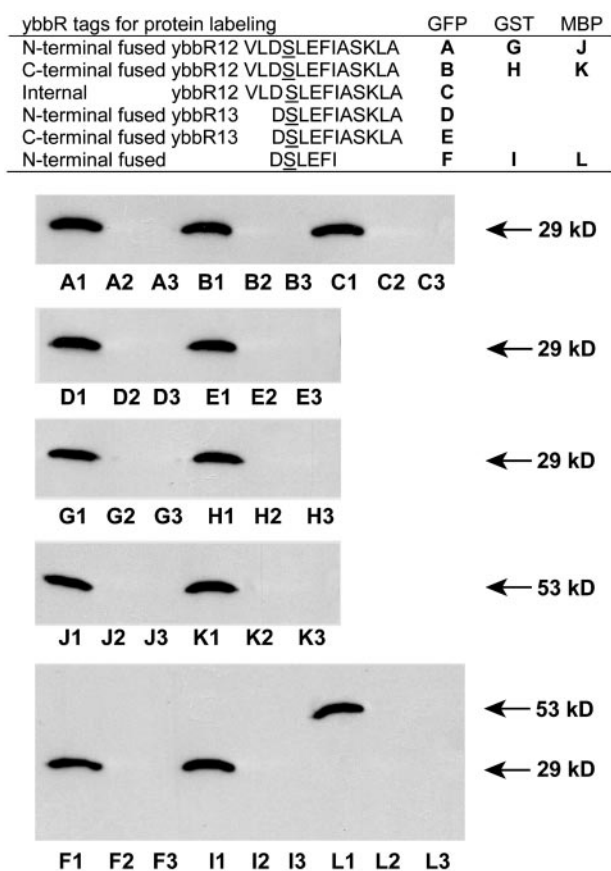 ybbR tags for protein labeling GFP GST MBP
N-terminal fused ybbR12 VLDSLEFIASKLA A G J
C-terminal fused ybbR12 VLDSLEFIASKLA B H K
Internal ybbR12 VLDSLEFIASKLA C
N-terminal fused ybbR13 DSLEFIASKLA D
C-terminal fused ybbR13 DSLEFIASKLA E
N-terminal fused DSLEFI F I L
29 kD
A1 A2 A3 B1 B2 B3 C1 C2 C3
29 kD
D1 D2 D3 E1 E2 E3
29 kD
G1 G2 G3 H1 H2 H3
53 kD
J1 J2 J3 K1 K2 K3
53 kD
29 kD
F1 F2 F3 I1 I2 I3 L1 L2 L3